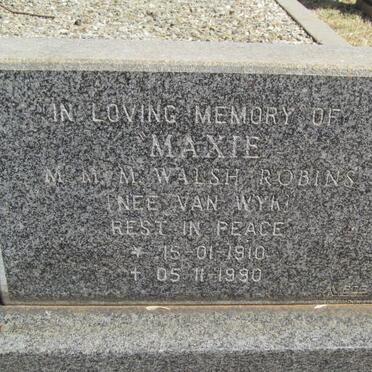 IN LOVING MEMORY OF
"MAXIE"
M. M. M. WALSH ROBINS
(NEE VAN WYK)
REST IN PEACE
* 15-01-1910
† 05-11-1990